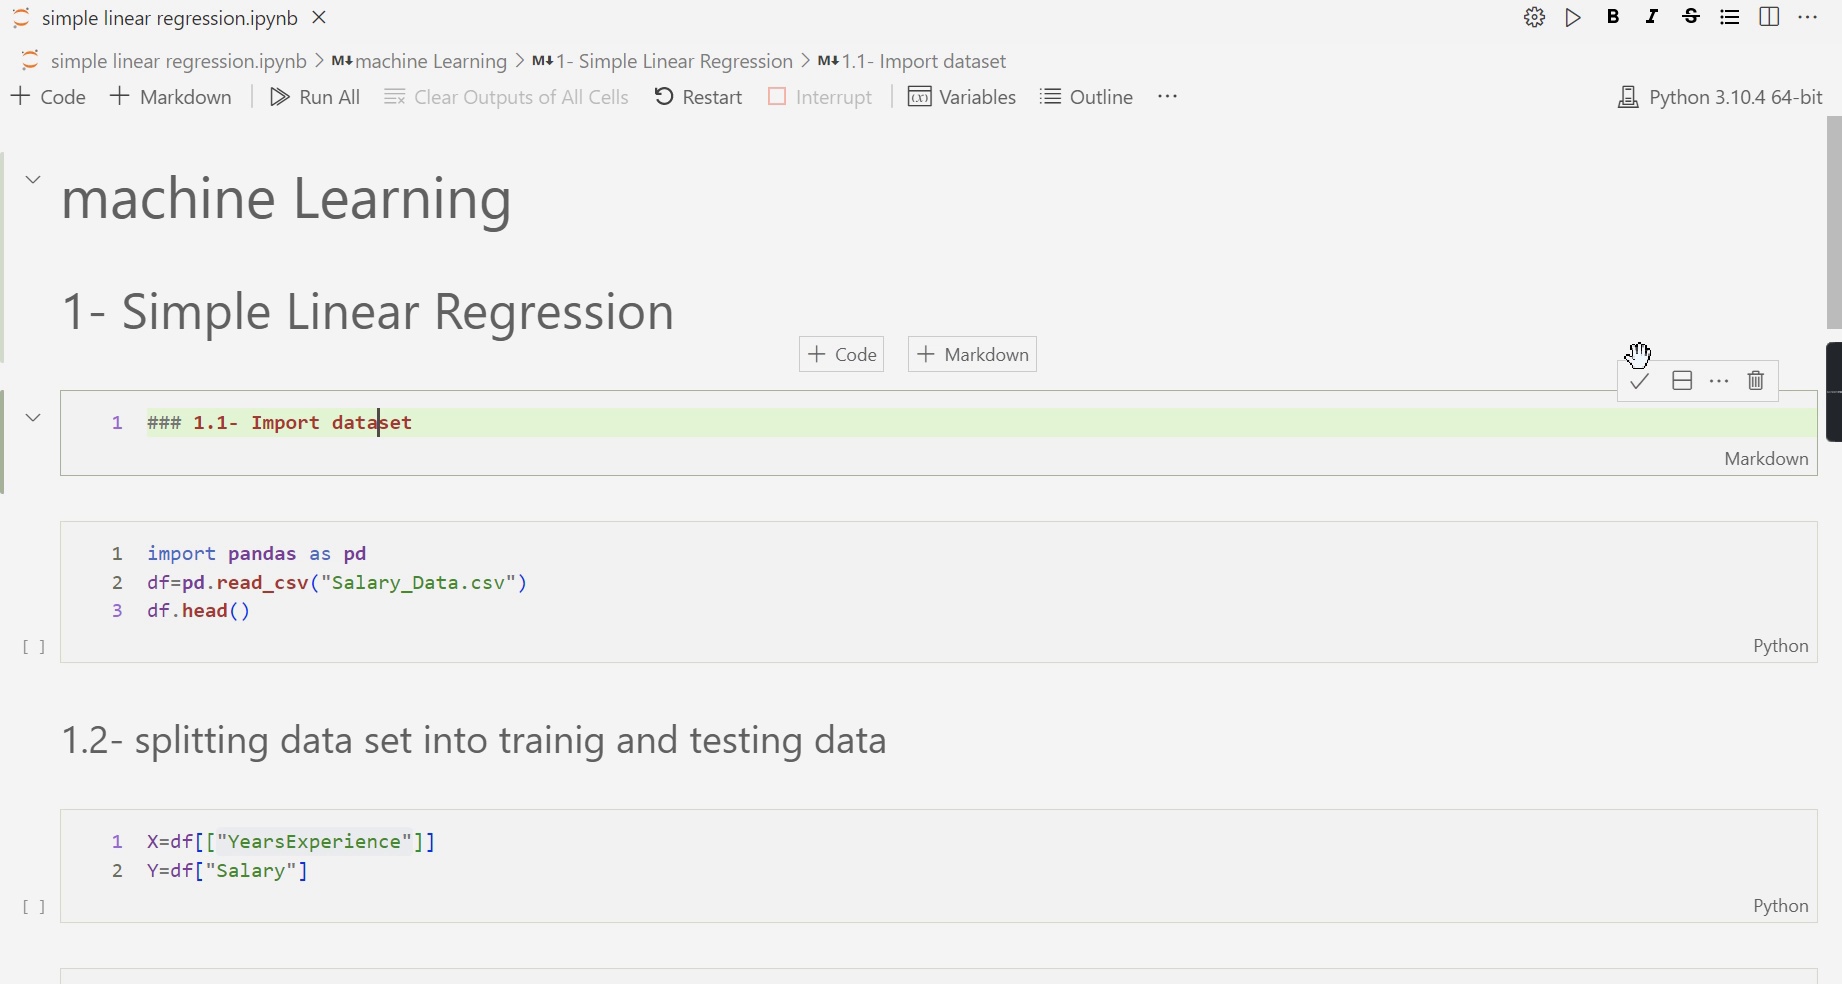 simple linear regression.ipynb
simple linear regression.ipynb > M↓machine Learning > M↓1- Simple Linear Regression > M↓1.1- Import dataset
+ Code + Markdown Run All Clear Outputs of All Cells Restart Interrupt (x) Variables Outline ... Python 3.10.4 64-bit
machine Learning
1- Simple Linear Regression
+ Code + Markdown
1 ### 1.1- Import dataset
Markdown
1 import pandas as pd
2 df=pd.read_csv("Salary_Data.csv")
3 df.head()
[ ] Python
1.2- splitting data set into trainig and testing data
1 X=df[["YearsExperience"]]
2 Y=df["Salary"]
[ ] Python